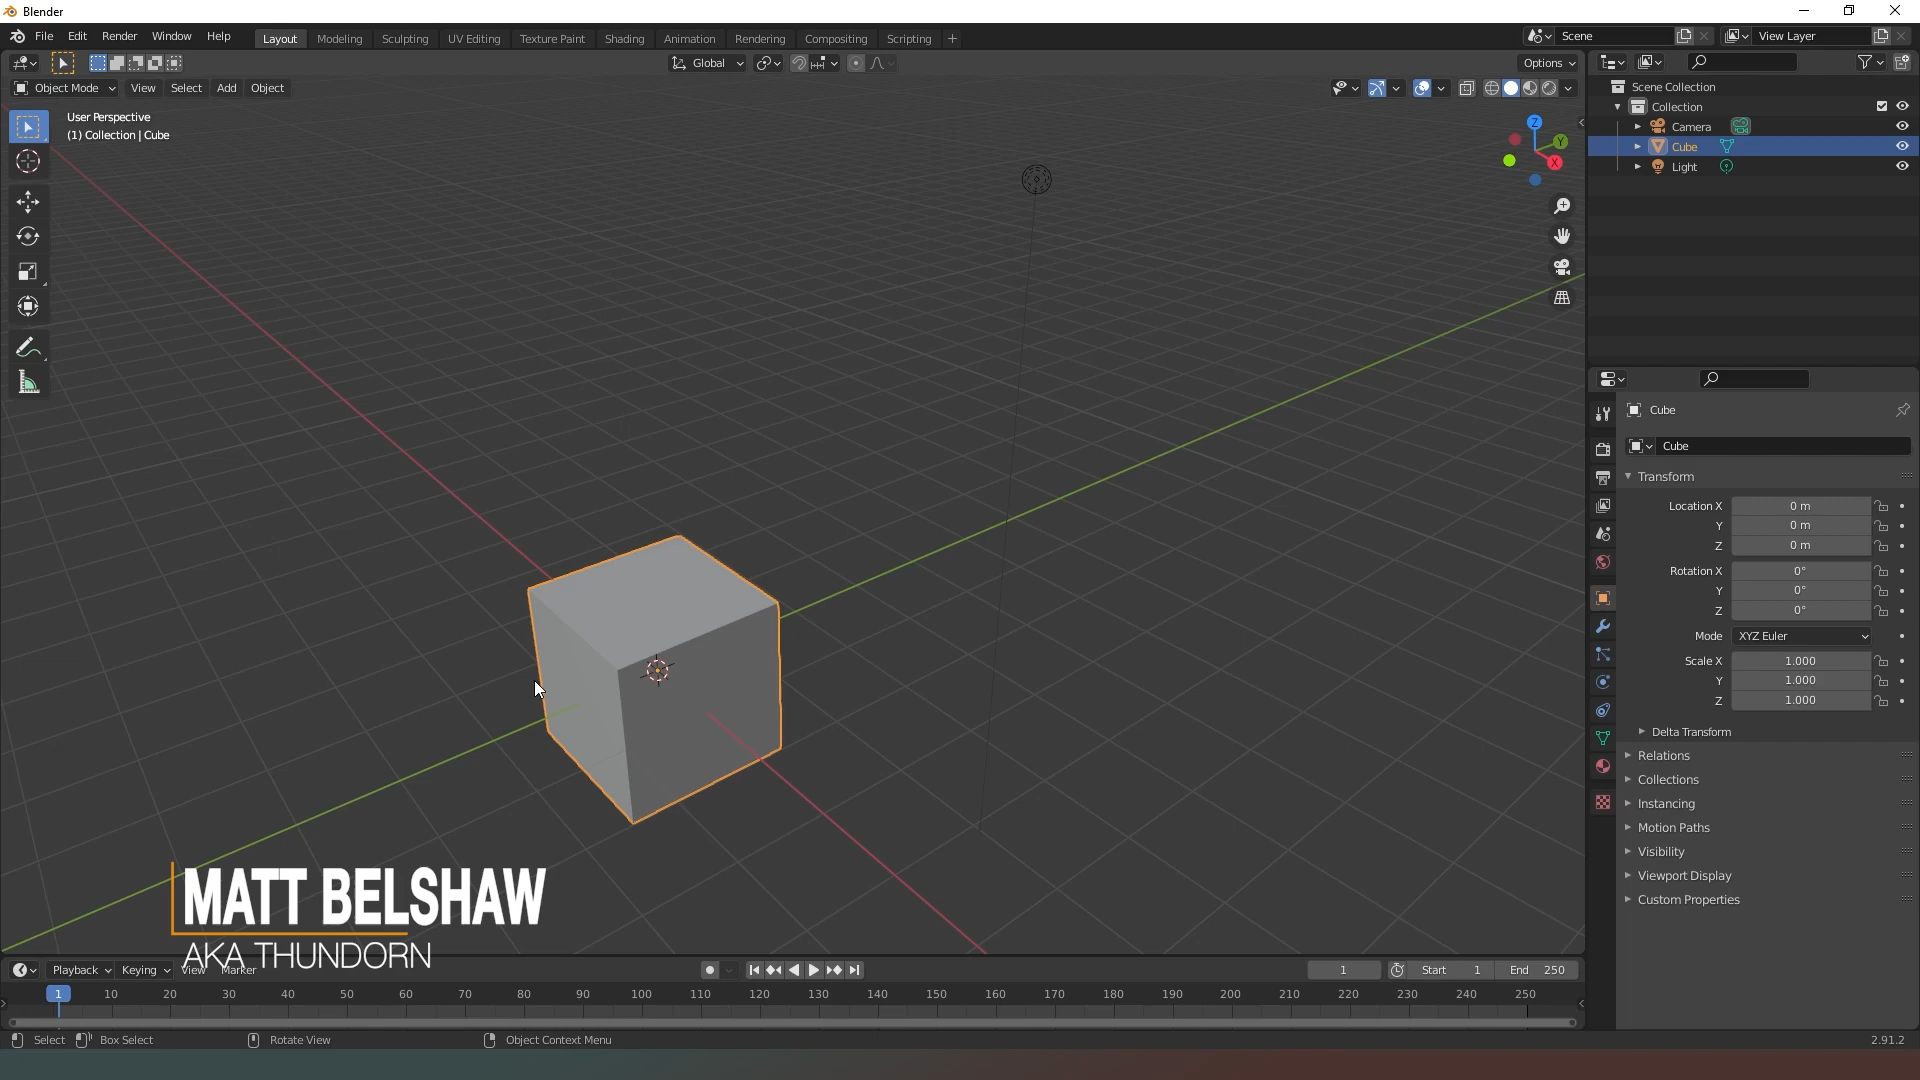 Blender
File Edit Render Window Help Layout Modeling Sculpting UV Editing Texture Paint Shading Animation Rendering Compositing Scripting + Scene View Layer
Global Options
Object Mode View Select Add Object
User Perspective
(1) Collection | Cube
Z
Y
X
Scene Collection
Collection
Camera
Cube
Light
Cube
Cube
Transform
Location X 0 m
Y 0 m
Z 0 m
Rotation X 0°
Y 0°
Z 0°
Mode XYZ Euler
Scale X 1.000
Y 1.000
Z 1.000
Delta Transform
Relations
Collections
Instancing
Motion Paths
Visibility
Viewport Display
Custom Properties
MATT BELSHAW
AKA THUNDORN
Playback Keying View Marker 1 Start 1 End 250
1 10 20 30 40 50 60 70 80 90 100 110 120 130 140 150 160 170 180 190 200 210 220 230 240 250
Select Box Select Rotate View Object Context Menu 2.91.2